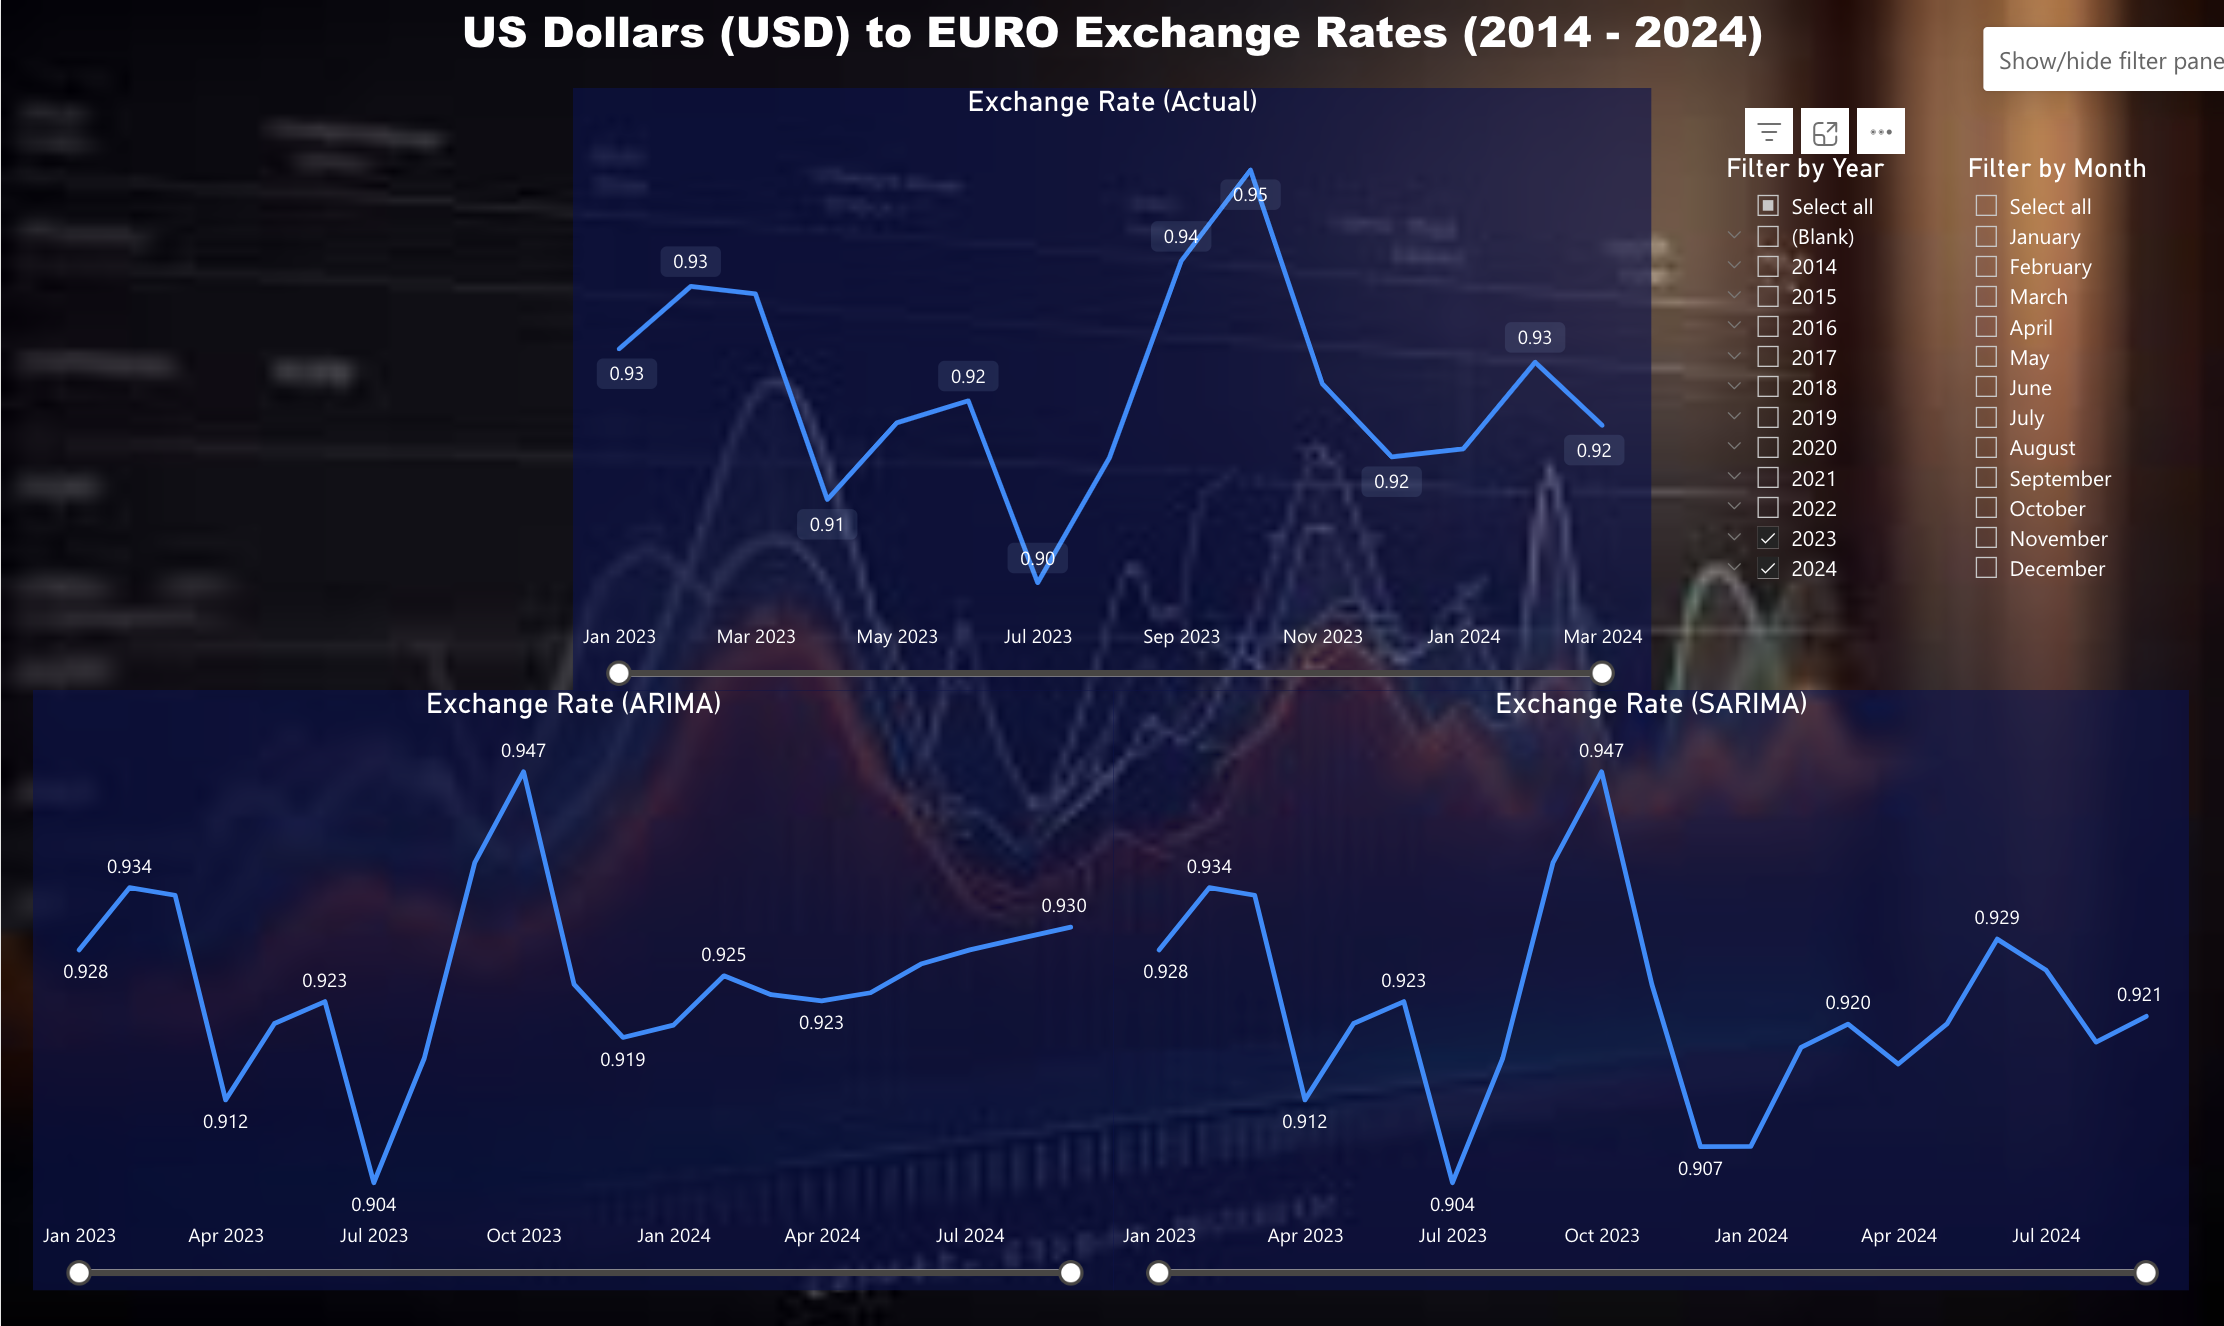 US Dollars (USD) to EURO Exchange Rates (2014 - 2024)
Show/hide filter pane
Exchange Rate (Actual)
0.93
0.93
0.91
0.92
0.90
0.94
0.95
0.92
0.93
0.92
Jan 2023 Mar 2023 May 2023 Jul 2023 Sep 2023 Nov 2023 Jan 2024 Mar 2024
Filter by Year
Select all
(Blank)
2014
2015
2016
2017
2018
2019
2020
2021
2022
2023
2024
Filter by Month
Select all
January
February
March
April
May
June
July
August
September
October
November
December
Exchange Rate (ARIMA)
0.928
0.934
0.912
0.923
0.904
0.947
0.919
0.925
0.923
0.930
Jan 2023 Apr 2023 Jul 2023 Oct 2023 Jan 2024 Apr 2024 Jul 2024
Exchange Rate (SARIMA)
0.928
0.934
0.912
0.923
0.904
0.947
0.907
0.920
0.929
0.921
Jan 2023 Apr 2023 Jul 2023 Oct 2023 Jan 2024 Apr 2024 Jul 2024